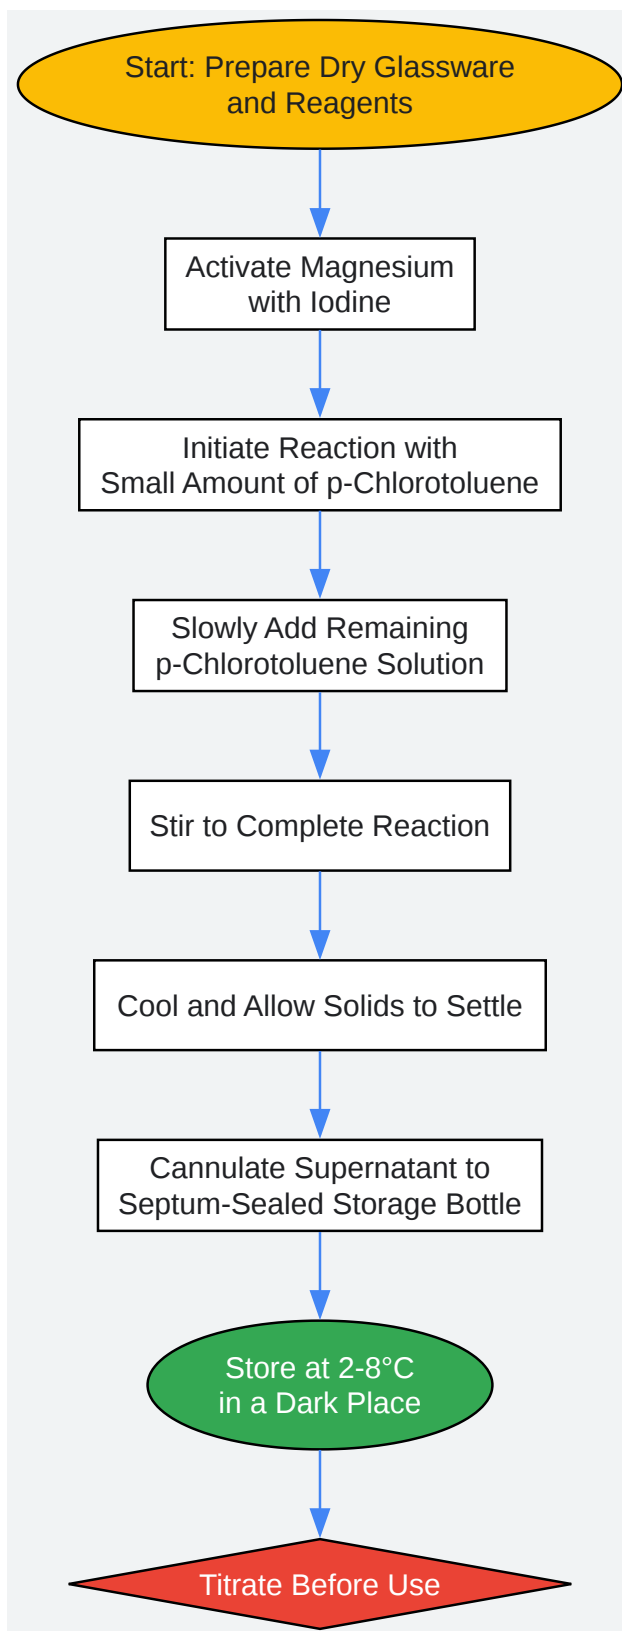 Start: Prepare Dry Glassware
and Reagents
Activate Magnesium
with Iodine
Initiate Reaction with
Small Amount of p-Chlorotoluene
Slowly Add Remaining
p-Chlorotoluene Solution
Stir to Complete Reaction
Cool and Allow Solids to Settle
Cannulate Supernatant to
Septum-Sealed Storage Bottle
Store at 2-8°C
in a Dark Place
Titrate Before Use